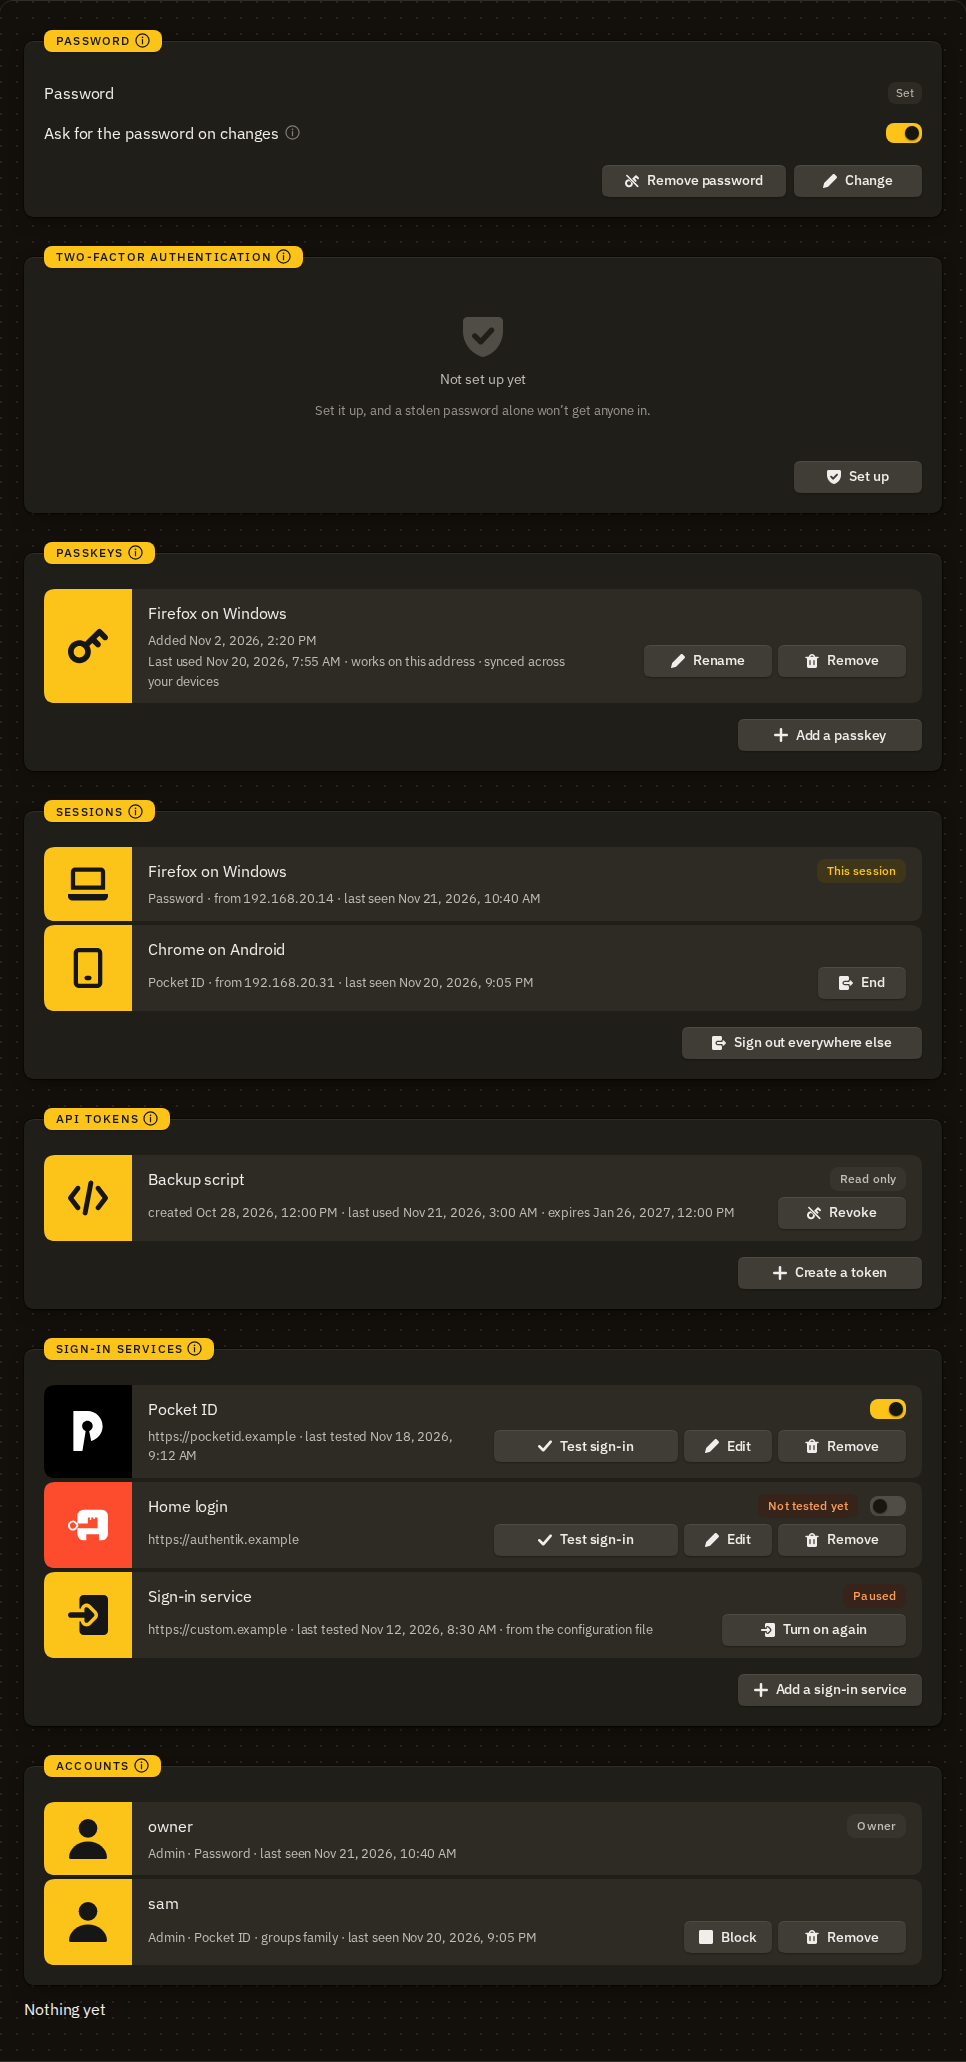 PASSWORD
Password
Set
Ask for the password on changes
Remove password
Change
TWO-FACTOR AUTHENTICATION
Not set up yet
Set it up, and a stolen password alone won't get anyone in.
Set up
PASSKEYS
Firefox on Windows
Added Nov 2, 2026, 2:20 PM
Last used Nov 20, 2026, 7:55 AM · works on this address · synced across
your devices
Rename
Remove
Add a passkey
SESSIONS
Firefox on Windows
This session
Password · from 192.168.20.14 · last seen Nov 21, 2026, 10:40 AM
Chrome on Android
Pocket ID · from 192.168.20.31 · last seen Nov 20, 2026, 9:05 PM
End
Sign out everywhere else
API TOKENS
Backup script
Read only
created Oct 28, 2026, 12:00 PM · last used Nov 21, 2026, 3:00 AM · expires Jan 26, 2027, 12:00 PM
Revoke
Create a token
SIGN-IN SERVICES
Pocket ID
https://pocketid.example · last tested Nov 18, 2026,
9:12 AM
Test sign-in
Edit
Remove
Home login
Not tested yet
https://authentik.example
Test sign-in
Edit
Remove
Sign-in service
Paused
https://custom.example · last tested Nov 12, 2026, 8:30 AM · from the configuration file
Turn on again
Add a sign-in service
ACCOUNTS
owner
Owner
Admin · Password · last seen Nov 21, 2026, 10:40 AM
sam
Admin · Pocket ID · groups family · last seen Nov 20, 2026, 9:05 PM
Block
Remove
Nothing yet